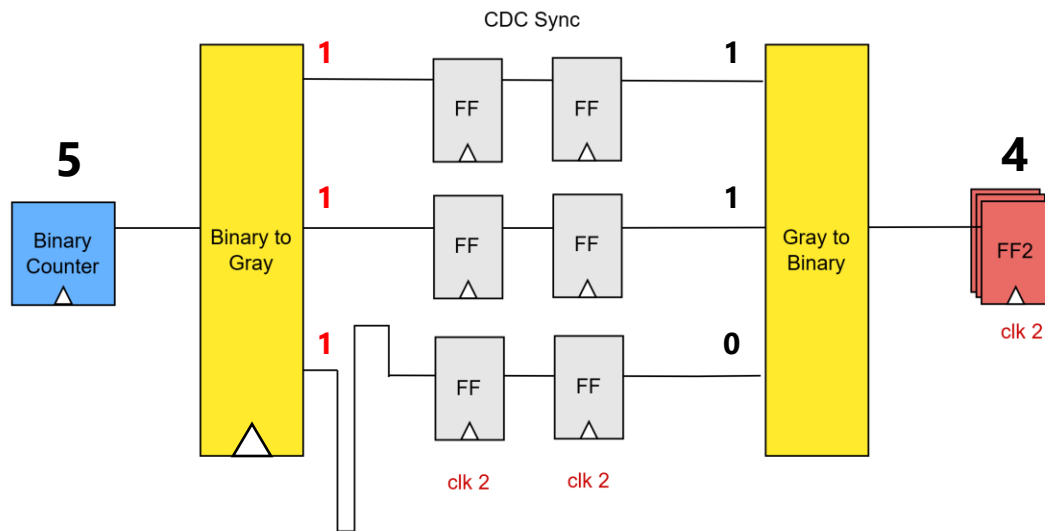 CDC Sync
1
1
FF
FF
5
4
1
1
Binary
Counter
Binary to
Gray
FF
FF
Gray to
Binary
FF2
clk 2
1
0
FF
FF
clk 2
clk 2